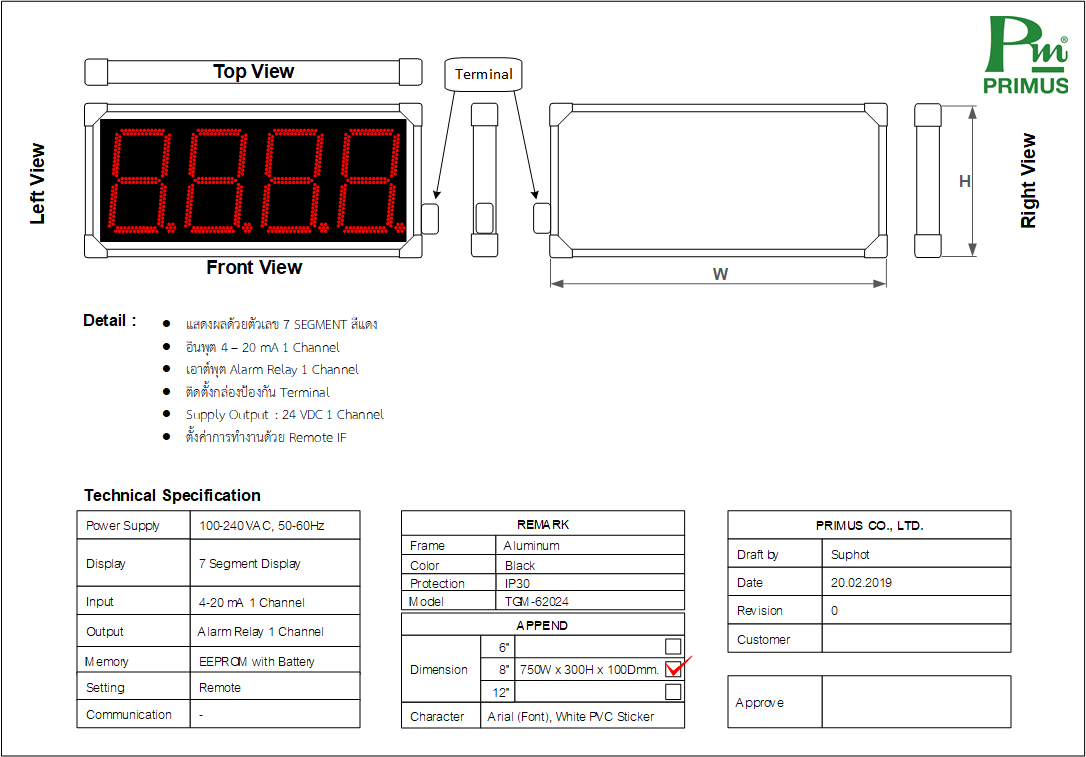 Pm®
PRIMUS
Top View
Terminal
Left View
Right View
H
W
Front View
Detail :
● แสดงผลด้วยตัวเลข 7 SEGMENT สีแดง
● อินพุต 4 – 20 mA 1 Channel
● เอาต์พุต Alarm Relay 1 Channel
● ติดตั้งกล่องป้องกัน Terminal
● Supply Output : 24 VDC 1 Channel
● ตั้งค่าการทำงานด้วย Remote IF
Technical Specification
Power Supply 100-240 VAC, 50-60Hz
Display 7 Segment Display
Input 4-20 mA 1 Channel
Output Alarm Relay 1 Channel
Memory EEPROM with Battery
Setting Remote
Communication -
REMARK
Frame Aluminum
Color Black
Protection IP30
Model TGM-62024
APPEND
Dimension
6"
8" 750W x 300H x 100Dmm.
12"
Character Arial (Font), White PVC Sticker
PRIMUS CO., LTD.
Draft by Suphot
Date 20.02.2019
Revision 0
Customer
Approve